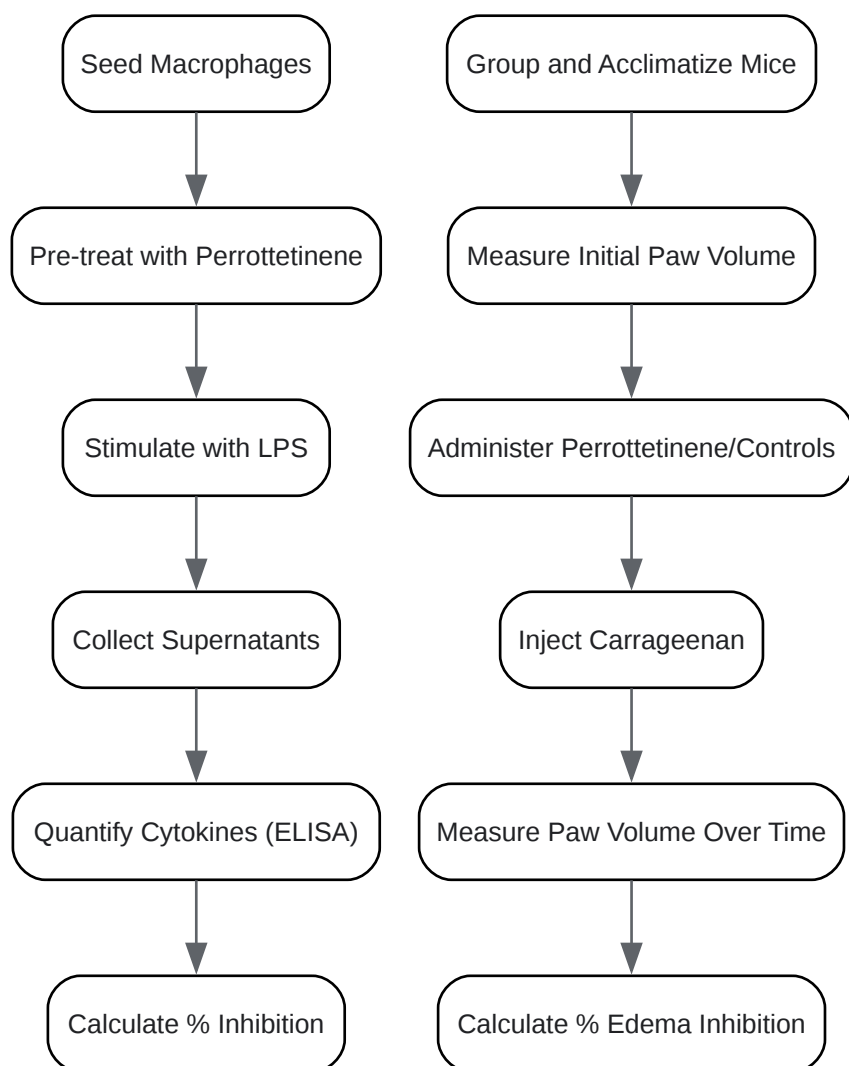 Seed Macrophages
Pre-treat with Perrottetinene
Stimulate with LPS
Collect Supernatants
Quantify Cytokines (ELISA)
Calculate % Inhibition
Group and Acclimatize Mice
Measure Initial Paw Volume
Administer Perrottetinene/Controls
Inject Carrageenan
Measure Paw Volume Over Time
Calculate % Edema Inhibition